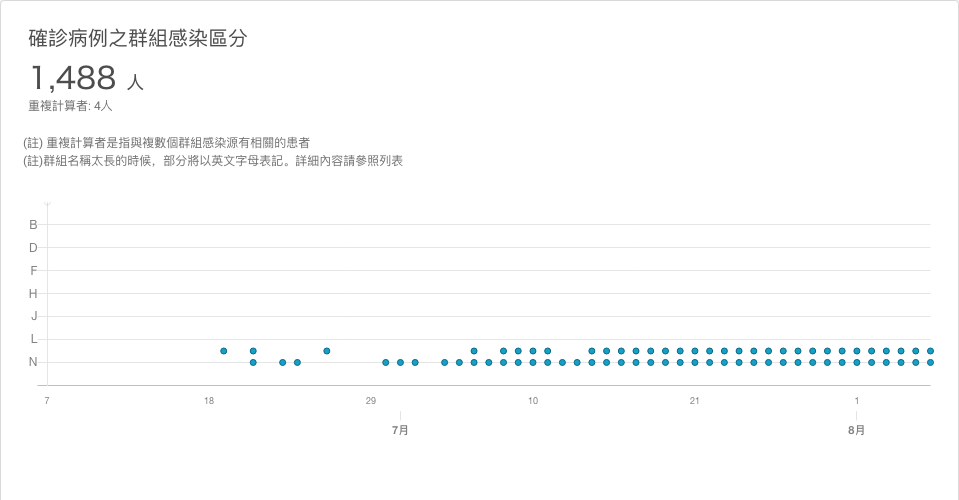 確診病例之群組感染區分
1,488 人
重複計算者: 4人
(註) 重複計算者是指與複數個群組感染源有相關的患者
(註)群組名稱太長的時候，部分將以英文字母表記。詳細內容請參照列表
B
D
F
H
J
L
N
7 18 29 10 21 1
7月 8月